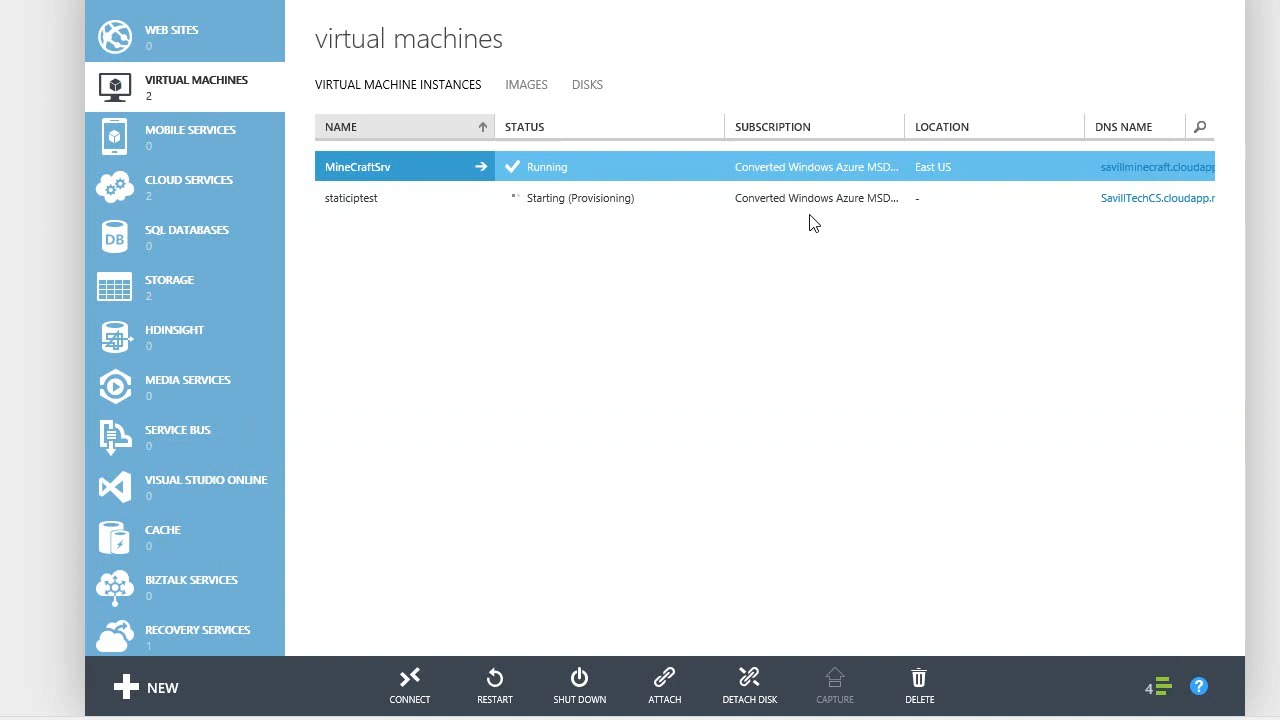 WEB SITES
0
VIRTUAL MACHINES
2
MOBILE SERVICES
0
CLOUD SERVICES
2
SQL DATABASES
0
DB
STORAGE
2
HDINSIGHT
0
MEDIA SERVICES
0
SERVICE BUS
0
VISUAL STUDIO ONLINE
0
CACHE
0
BIZTALK SERVICES
0
RECOVERY SERVICES
1
virtual machines
VIRTUAL MACHINE INSTANCES IMAGES DISKS
NAME STATUS SUBSCRIPTION LOCATION DNS NAME
MineCraftSrv Running Converted Windows Azure MSD... East US savillminecraft.cloudapp
staticiptest Starting (Provisioning) Converted Windows Azure MSD... - SavillTechCS.cloudapp.n
NEW CONNECT RESTART SHUT DOWN ATTACH DETACH DISK CAPTURE DELETE 4 ?